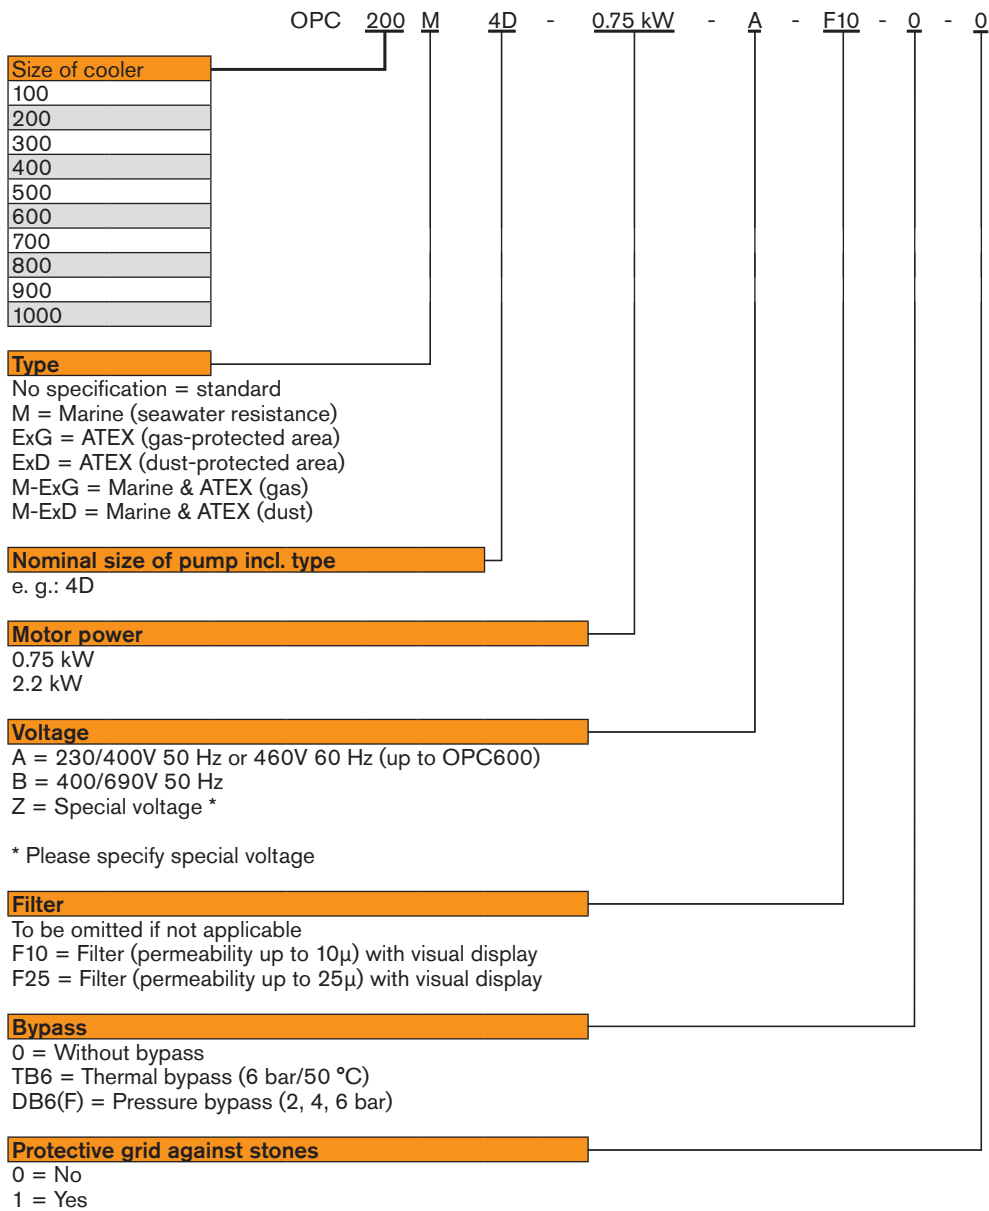 OPC 200 M 4D - 0.75 kW - A - F10 - 0 - 0
Size of cooler
100
200
300
400
500
600
700
800
900
1000
Type
No specification = standard
M = Marine (seawater resistance)
ExG = ATEX (gas-protected area)
ExD = ATEX (dust-protected area)
M-ExG = Marine & ATEX (gas)
M-ExD = Marine & ATEX (dust)
Nominal size of pump incl. type
e. g.: 4D
Motor power
0.75 kW
2.2 kW
Voltage
A = 230/400V 50 Hz or 460V 60 Hz (up to OPC600)
B = 400/690V 50 Hz
Z = Special voltage *
* Please specify special voltage
Filter
To be omitted if not applicable
F10 = Filter (permeability up to 10µ) with visual display
F25 = Filter (permeability up to 25µ) with visual display
Bypass
0 = Without bypass
TB6 = Thermal bypass (6 bar/50 °C)
DB6(F) = Pressure bypass (2, 4, 6 bar)
Protective grid against stones
0 = No
1 = Yes